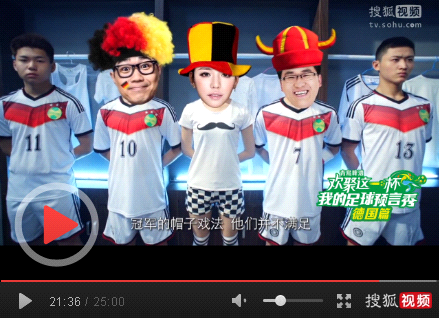 搜狐视频
tv.sohu.com
11
10
7
13
欢聚这一杯
我的足球预言秀
德国篇
冠军的帽子戏法 他们并不满足
21:36 / 25:00
搜狐视频